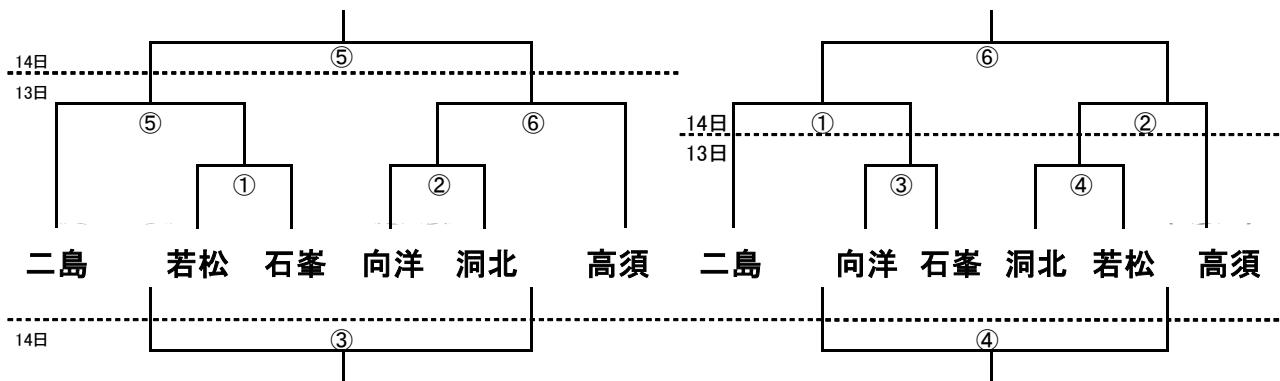 ⑤ ⑥
14日
13日
⑤ ⑥ ① ②
14日
13日
① ② ③ ④
二島 若松 石峯 向洋 洞北 高須 二島 向洋 石峯 洞北 若松 高須
14日 ③ ④